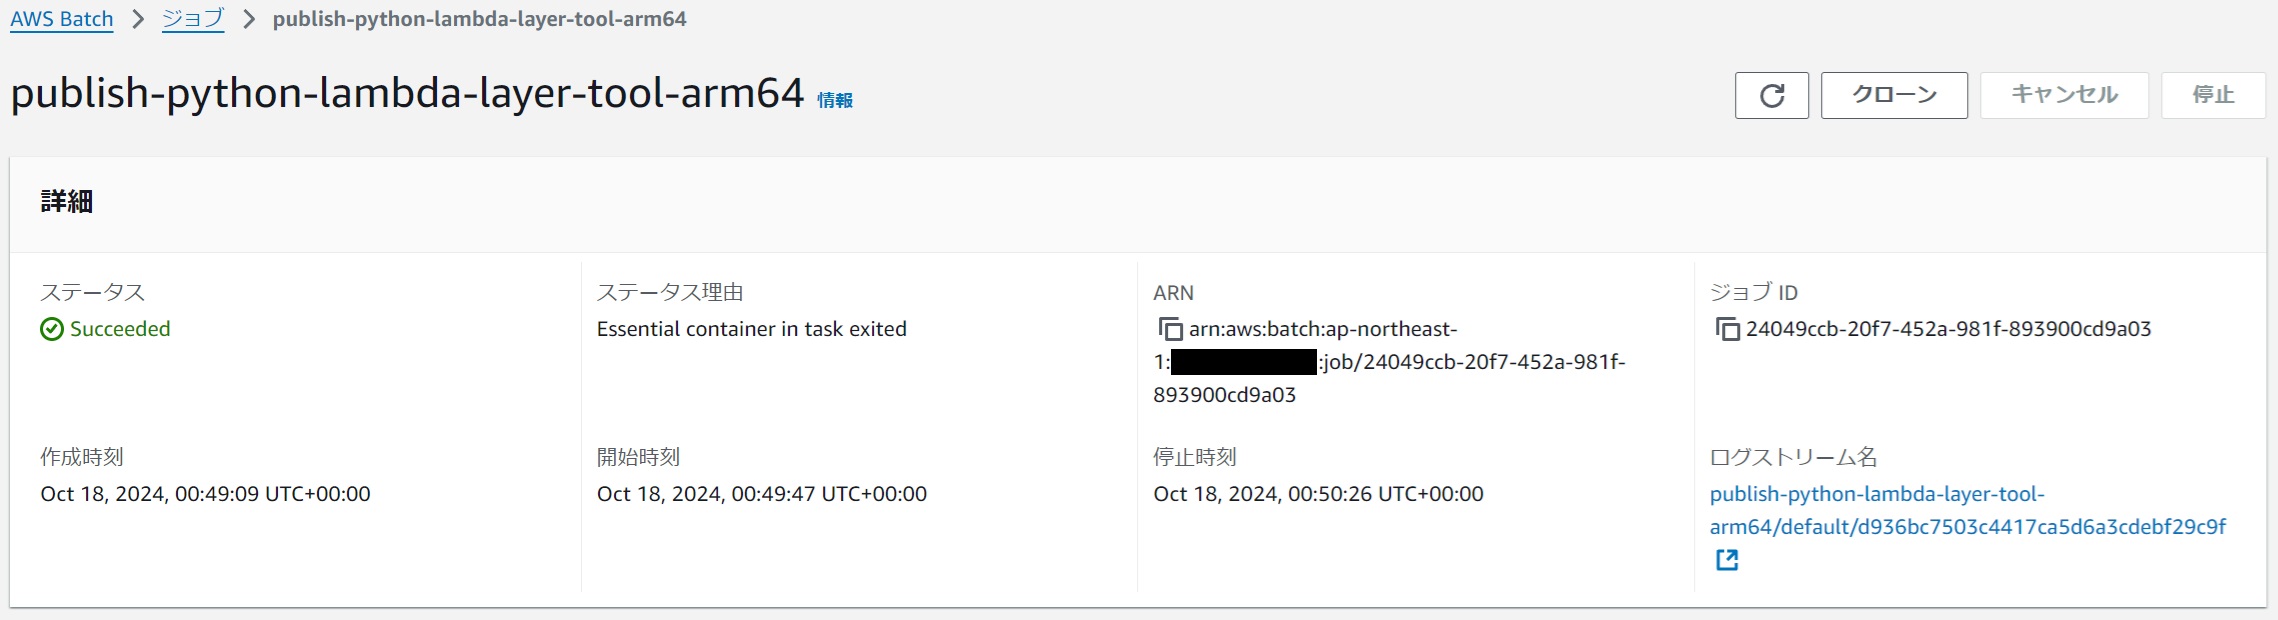 AWS Batch > ジョブ > publish-python-lambda-layer-tool-arm64
publish-python-lambda-layer-tool-arm64 情報
クローン キャンセル 停止
詳細
ステータス
Succeeded
ステータス理由
Essential container in task exited
ARN
arn:aws:batch:ap-northeast-
1: :job/24049ccb-20f7-452a-981f-
893900cd9a03
ジョブ ID
24049ccb-20f7-452a-981f-893900cd9a03
作成時刻
Oct 18, 2024, 00:49:09 UTC+00:00
開始時刻
Oct 18, 2024, 00:49:47 UTC+00:00
停止時刻
Oct 18, 2024, 00:50:26 UTC+00:00
ログストリーム名
publish-python-lambda-layer-tool-
arm64/default/d936bc7503c4417ca5d6a3cdebf29c9f